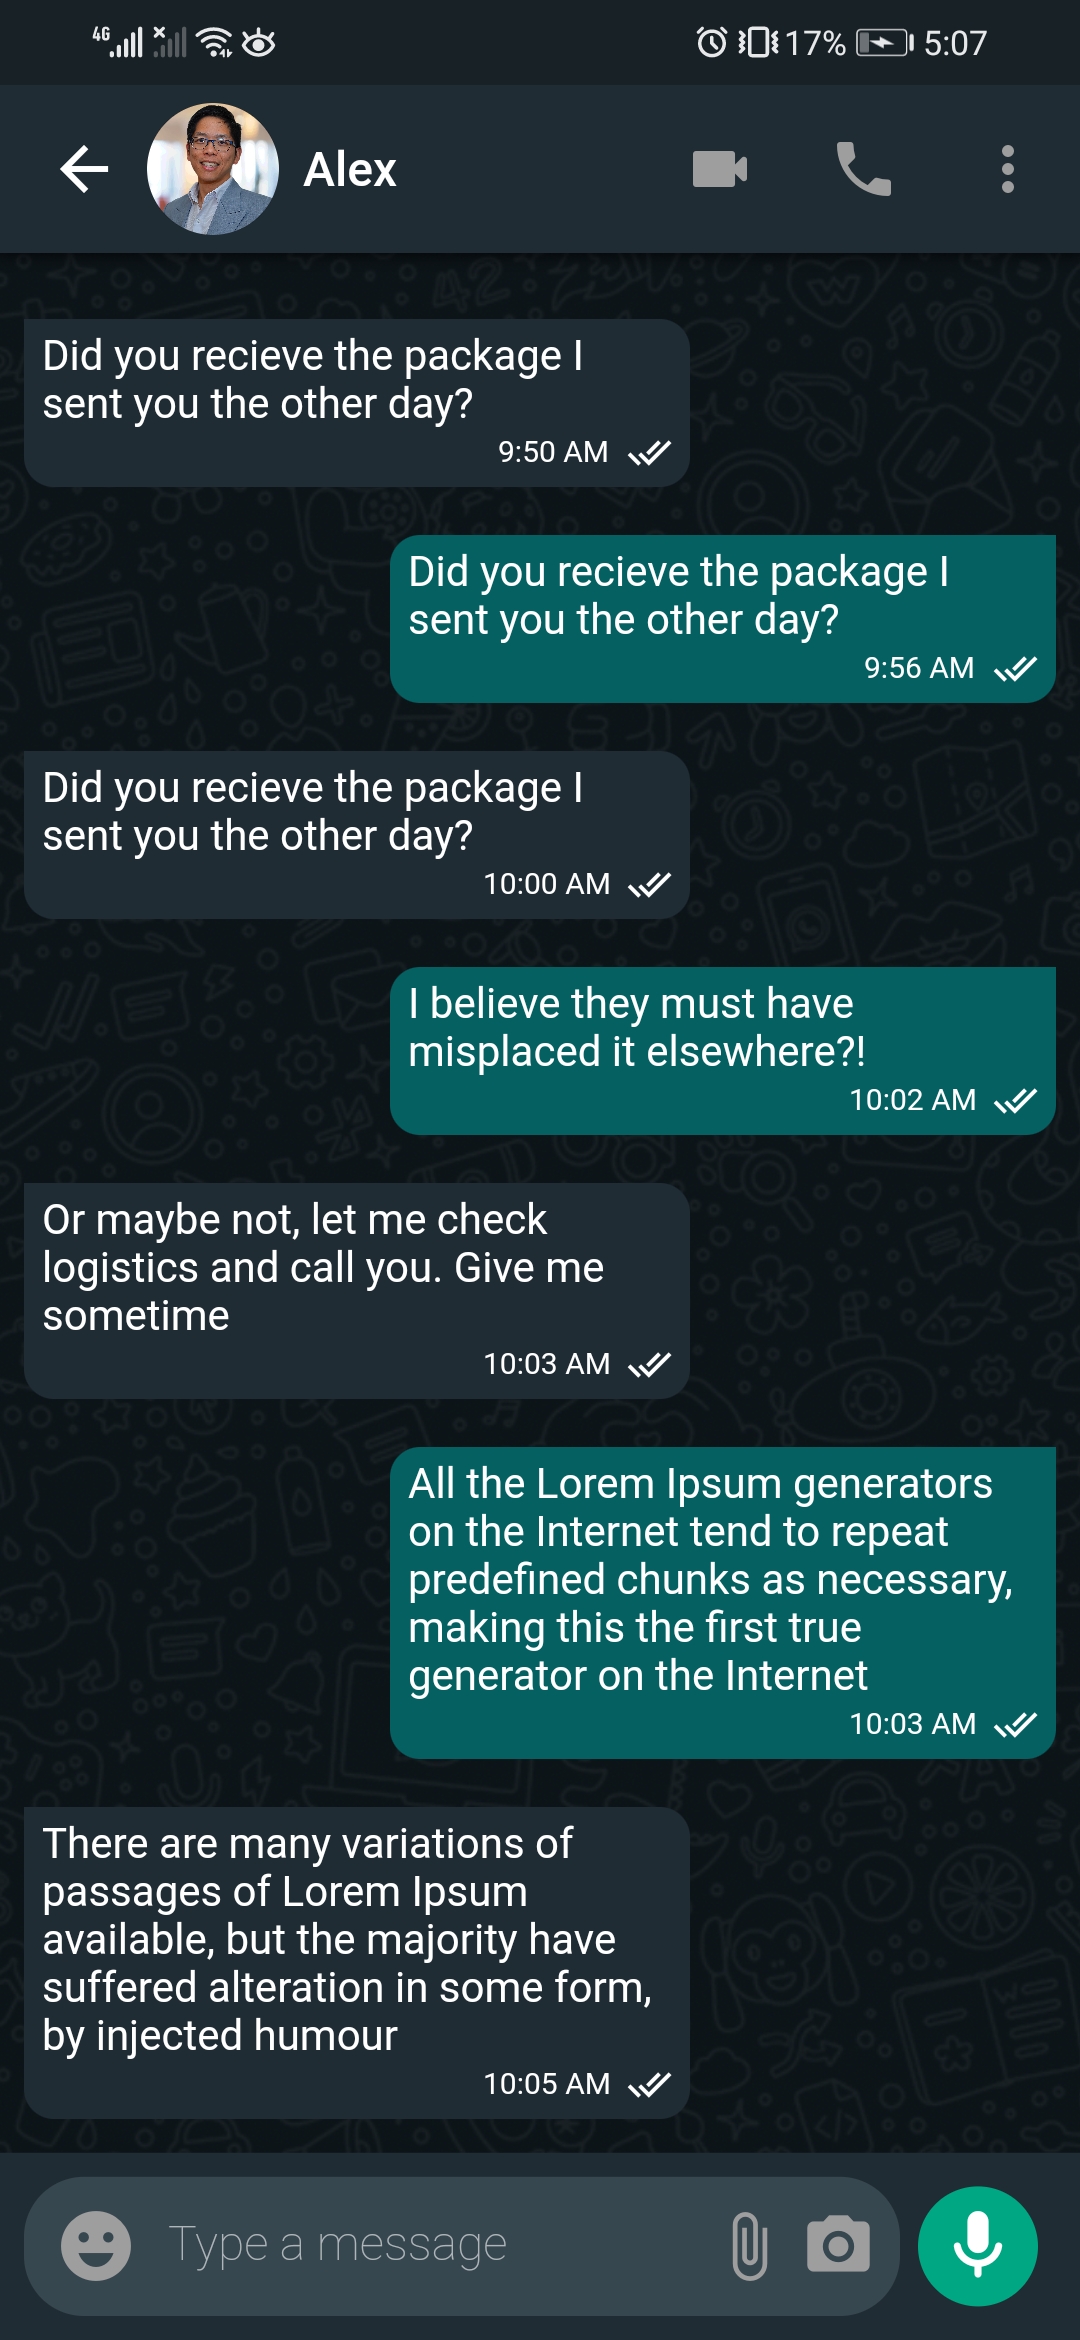 4G 17% 5:07
Alex
Did you recieve the package I
sent you the other day?
9:50 AM
Did you recieve the package I
sent you the other day?
9:56 AM
Did you recieve the package I
sent you the other day?
10:00 AM
I believe they must have
misplaced it elsewhere?!
10:02 AM
Or maybe not, let me check
logistics and call you. Give me
sometime
10:03 AM
All the Lorem Ipsum generators
on the Internet tend to repeat
predefined chunks as necessary,
making this the first true
generator on the Internet
10:03 AM
There are many variations of
passages of Lorem Ipsum
available, but the majority have
suffered alteration in some form,
by injected humour
10:05 AM
Type a message